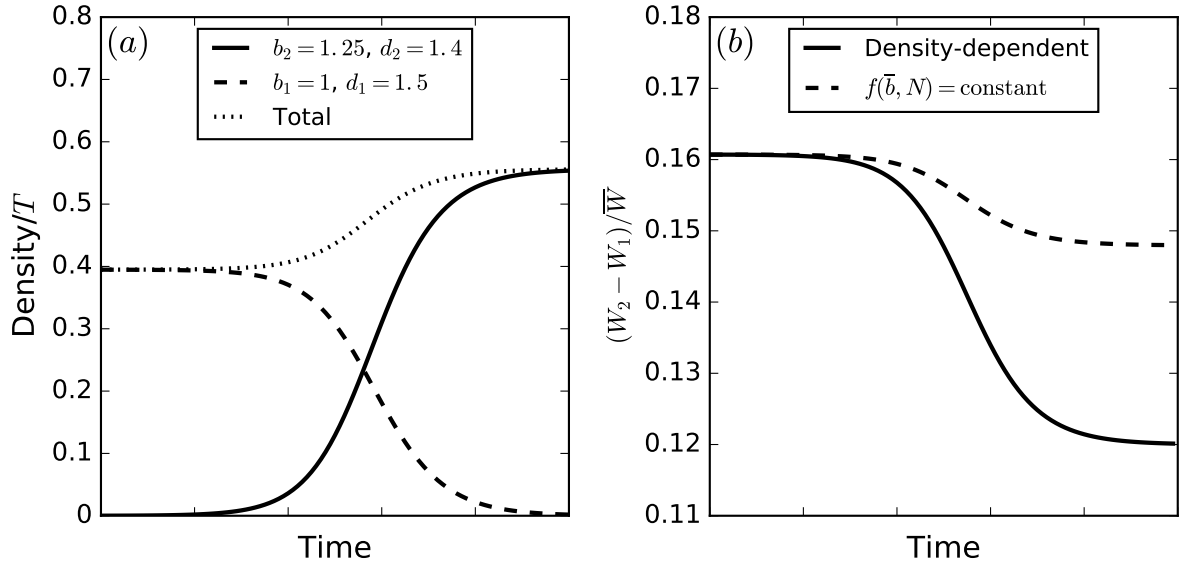 (a)
b₂ = 1.25, d₂ = 1.4
b₁ = 1, d₁ = 1.5
Total
Density/T
0.8
0.7
0.6
0.5
0.4
0.3
0.2
0.1
0
Time
(b)
Density-dependent
f(b̅, N) = constant
(W₂ − W₁)/W̅
0.18
0.17
0.16
0.15
0.14
0.13
0.12
0.11
Time